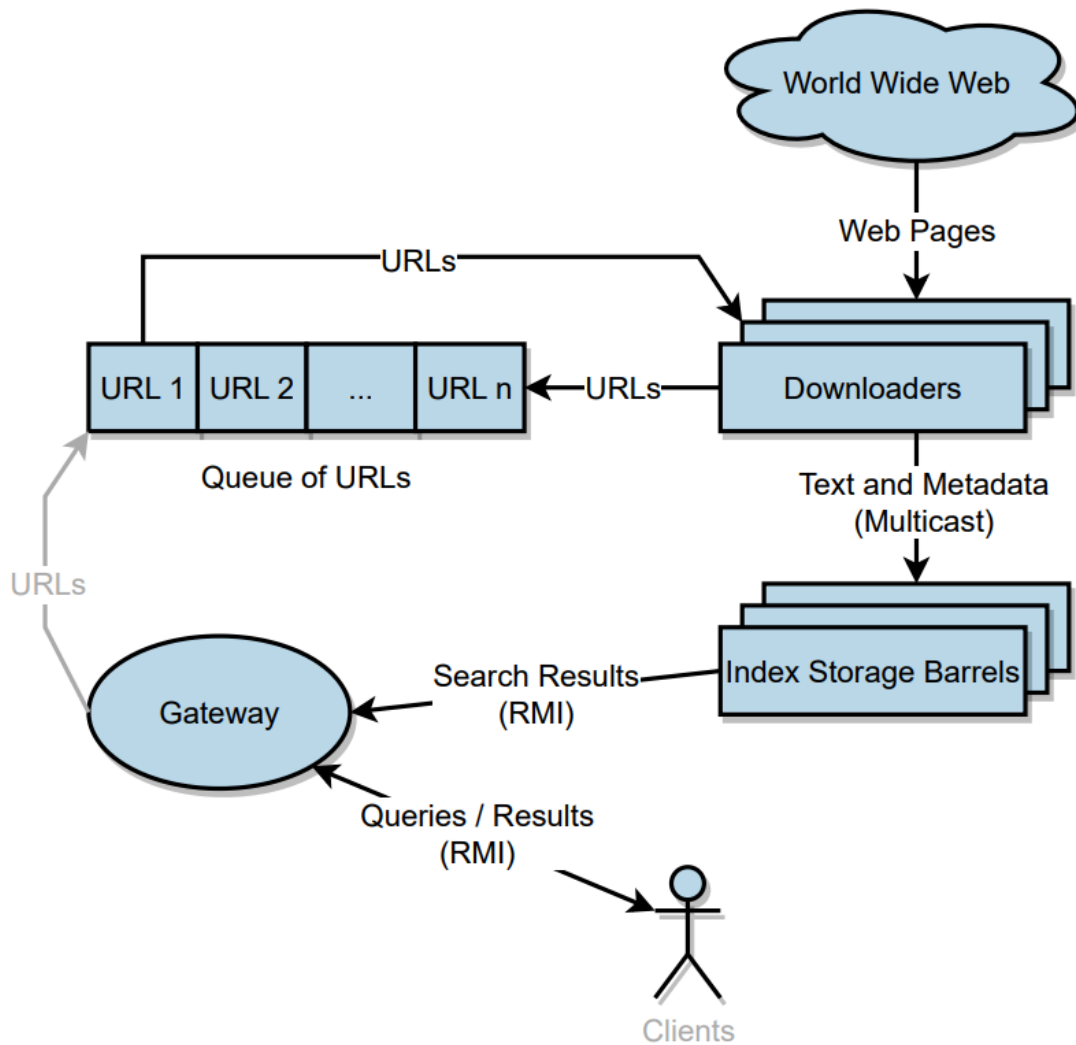 World Wide Web
Web Pages
URLs
URL 1
URL 2
...
URL n
URLs
Downloaders
Queue of URLs
Text and Metadata
(Multicast)
URLs
Search Results
(RMI)
Index Storage Barrels
Gateway
Queries / Results
(RMI)
Clients